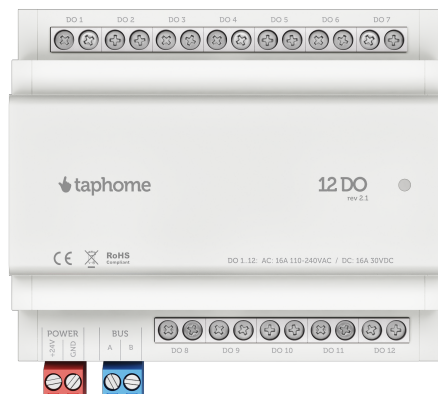 DO 1 DO 2 DO 3 DO 4 DO 5 DO 6 DO 7
taphome
12 DO
rev 2.1
CE RoHS
Compliant
DO 1..12: AC: 16A 110-240VAC / DC: 16A 30VDC
POWER BUS
+24V GND A B
DO 8 DO 9 DO 10 DO 11 DO 12